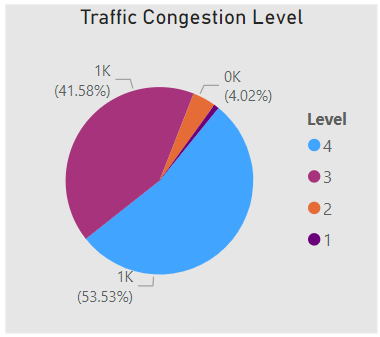 Traffic Congestion Level
1K
(41.58%)
0K
(4.02%)
1K
(53.53%)
Level
4
3
2
1